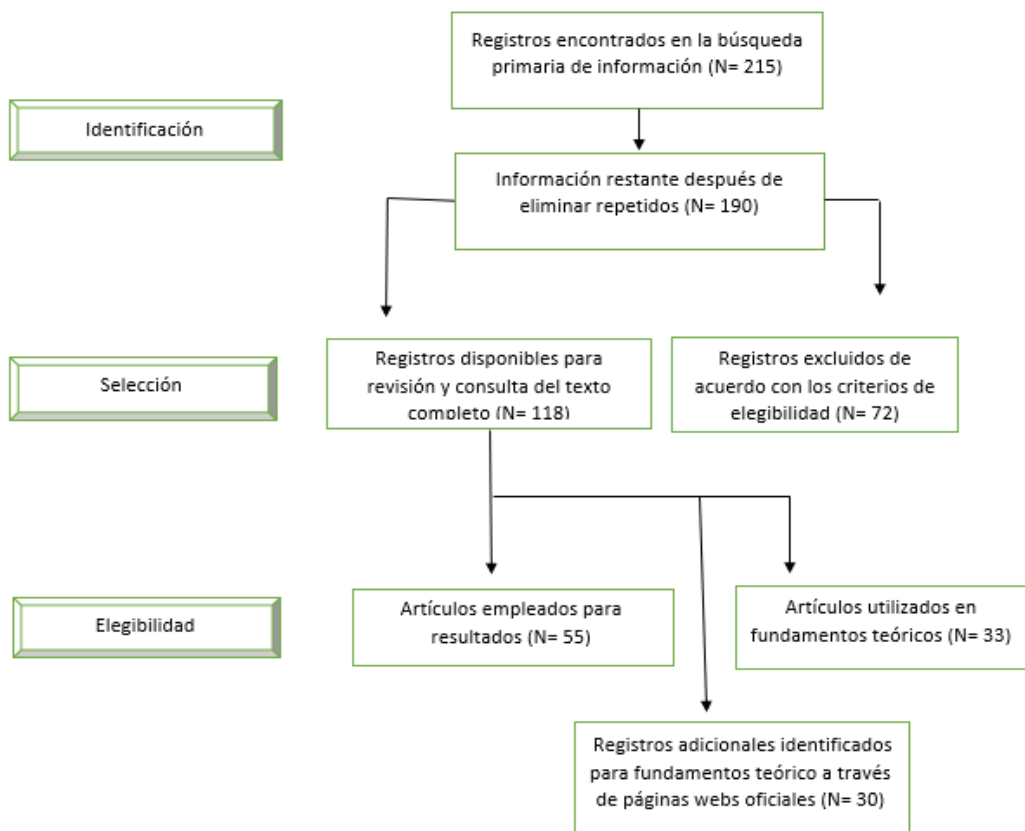 Registros encontrados en la búsqueda
primaria de información (N= 215)
Identificación
Información restante después de
eliminar repetidos (N= 190)
Selección
Registros disponibles para
revisión y consulta del texto
completo (N= 118)
Registros excluidos de
acuerdo con los criterios de
elegibilidad (N= 72)
Elegibilidad
Artículos empleados para
resultados (N= 55)
Artículos utilizados en
fundamentos teóricos (N= 33)
Registros adicionales identificados
para fundamentos teórico a través
de páginas webs oficiales (N= 30)